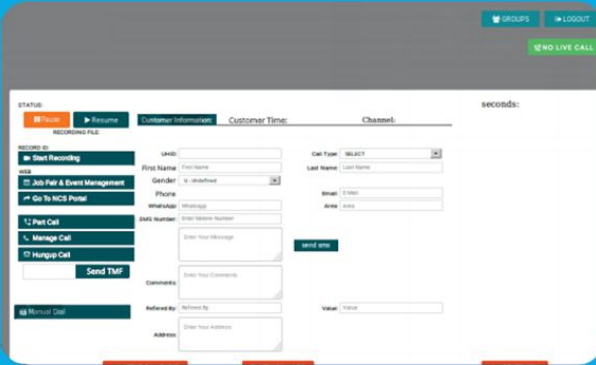 GROUPS LOGOUT
NO LIVE CALL
STATUS: seconds:
Pause Resume Customer Information: Customer Time: Channel:
RECORDING FILE:
RECORD ID:
Start Recording
UHID: Call Type: SELECT
WEB
First Name First Name Last Name Last Name
Job Fair & Event Management
Gender U - Undefined
Go To NCS Portal
Phone Email E-Mail
WhatsApp Whatsapp Area Area
Part Call
SMS Number: Enter Mobile Number
Manage Call
Enter Your Message
send sms
Hungup Call
Send TMF
Comments: Enter Your Comments
Manual Dial
Refered By: Refered By Value: Value
Address: Enter Your Address